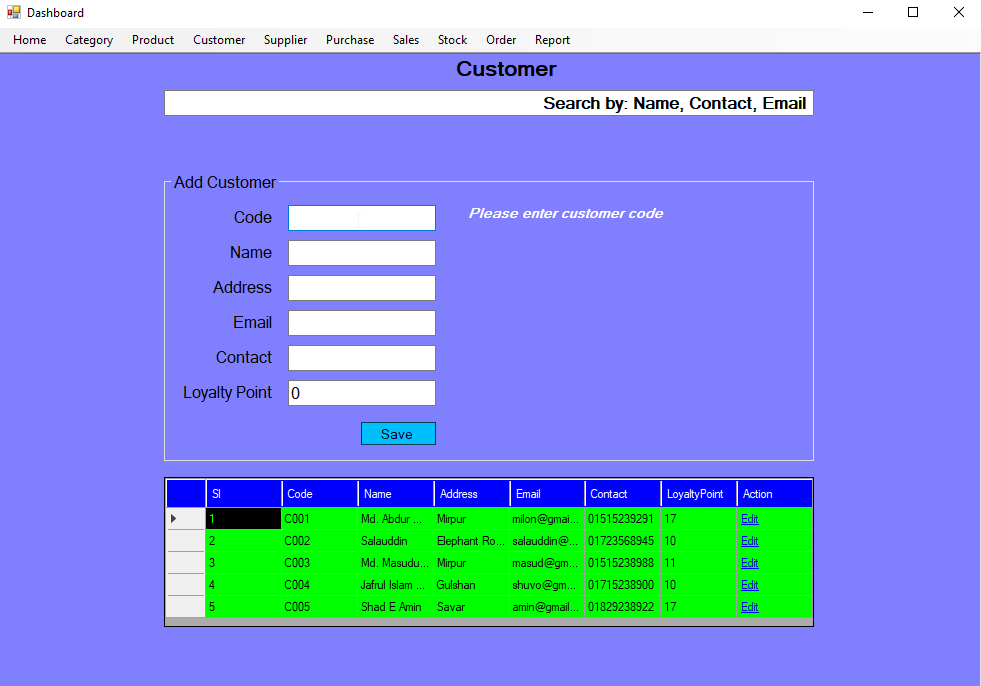 Dashboard
Home Category Product Customer Supplier Purchase Sales Stock Order Report
Customer
Search by: Name, Contact, Email
Add Customer
Code Please enter customer code
Name
Address
Email
Contact
Loyalty Point 0
Save
Sl Code Name Address Email Contact LoyaltyPoint Action
1 C001 Md. Abdur ... Mirpur milon@gmai... 01515239291 17 Edit
2 C002 Salauddin Elephant Ro... salauddin@... 01723568945 10 Edit
3 C003 Md. Masudu... Mirpur masud@gm... 01515238988 11 Edit
4 C004 Jafrul Islam ... Gulshan shuvo@gm... 01715238900 10 Edit
5 C005 Shad E Amin Savar amin@gmail... 01829238922 17 Edit